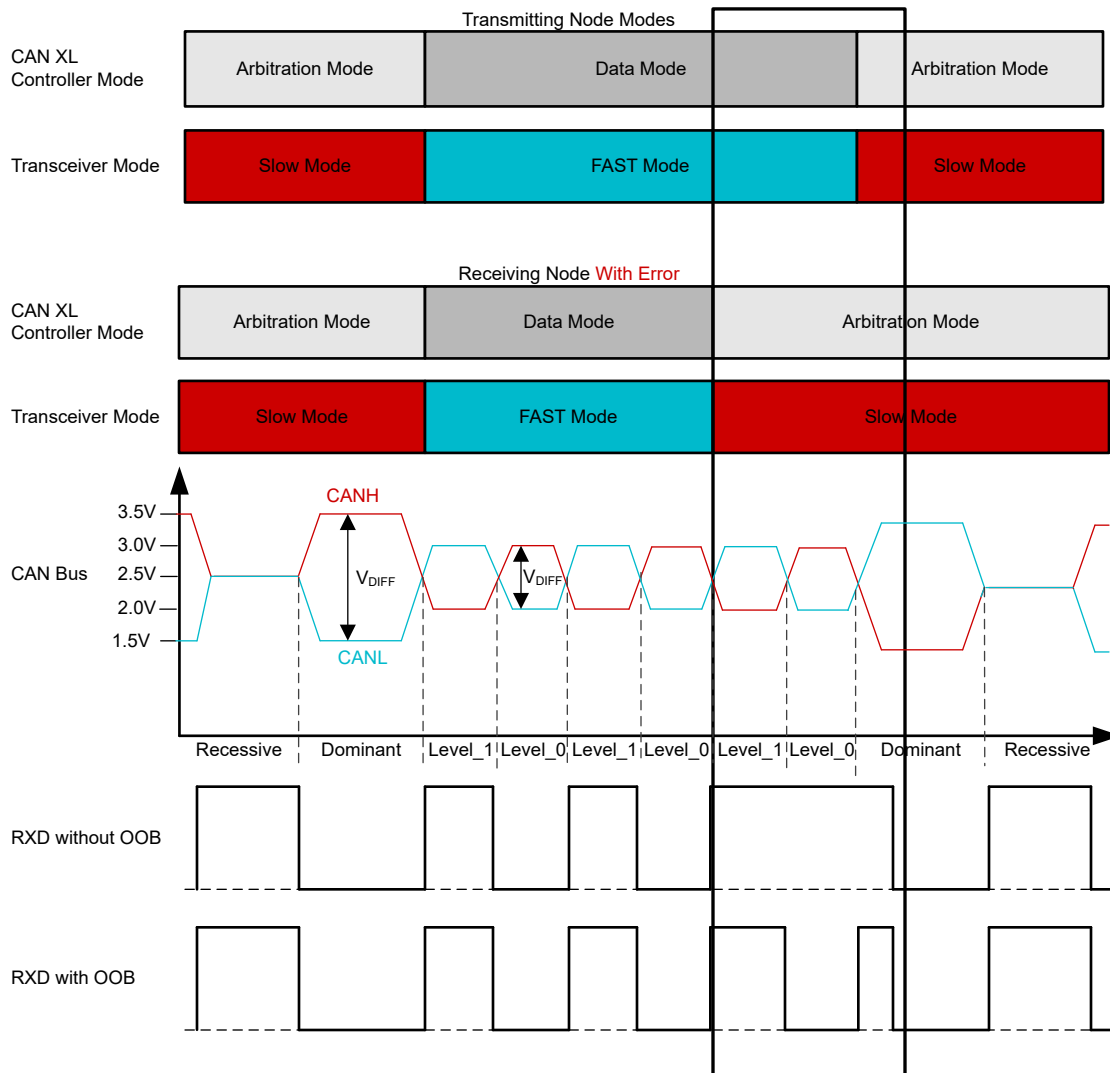 Transmitting Node Modes
CAN XL
Controller Mode
Arbitration Mode
Data Mode
Arbitration Mode
Transceiver Mode
Slow Mode
FAST Mode
Slow Mode
Receiving Node With Error
CAN XL
Controller Mode
Arbitration Mode
Data Mode
Arbitration Mode
Transceiver Mode
Slow Mode
FAST Mode
Slow Mode
CAN Bus
3.5V
3.0V
2.5V
2.0V
1.5V
CANH
VDIFF
VDIFF
CANL
Recessive
Dominant
Level_1
Level_0
Level_1
Level_0
Level_1
Level_0
Dominant
Recessive
RXD without OOB
RXD with OOB